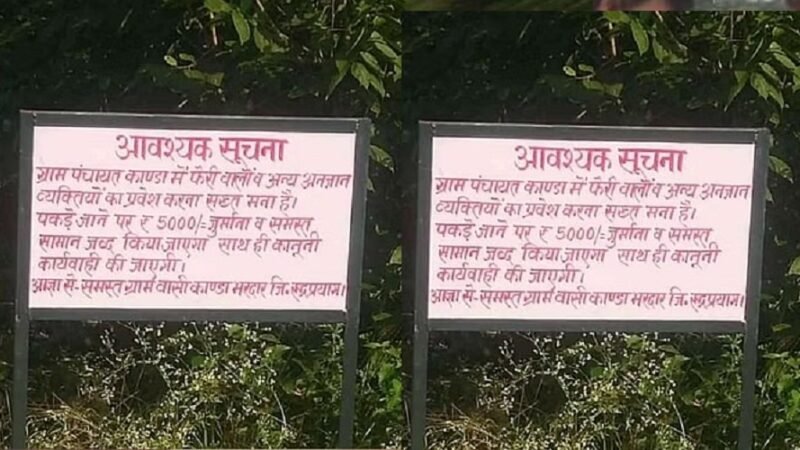 आवश्यक सूचना
ग्राम पंचायत काण्डा में फैरी वालों व अन्य अनजान
व्यक्तियों का प्रवेश करना सख्त मना है।
पकड़े जाने पर ₹ 5000/= जुर्माना व समस्त
सामान जब्द किया जाएगा साथ ही कानूनी
कार्यवाही की जाएगी।
आज्ञा से- समस्त ग्राम वासी काण्डा भरदार जि. रुद्रप्रयाग।
आवश्यक सूचना
ग्राम पंचायत काण्डा में फैरी वालों व अन्य अनजान
व्यक्तियों का प्रवेश करना सख्त मना है।
पकड़े जाने पर ₹ 5000/= जुर्माना व समस्त
सामान जब्द किया जाएगा साथ ही कानूनी
कार्यवाही की जाएगी।
आज्ञा से- समस्त ग्राम वासी काण्डा भरदार जि. रुद्रप्रयाग।